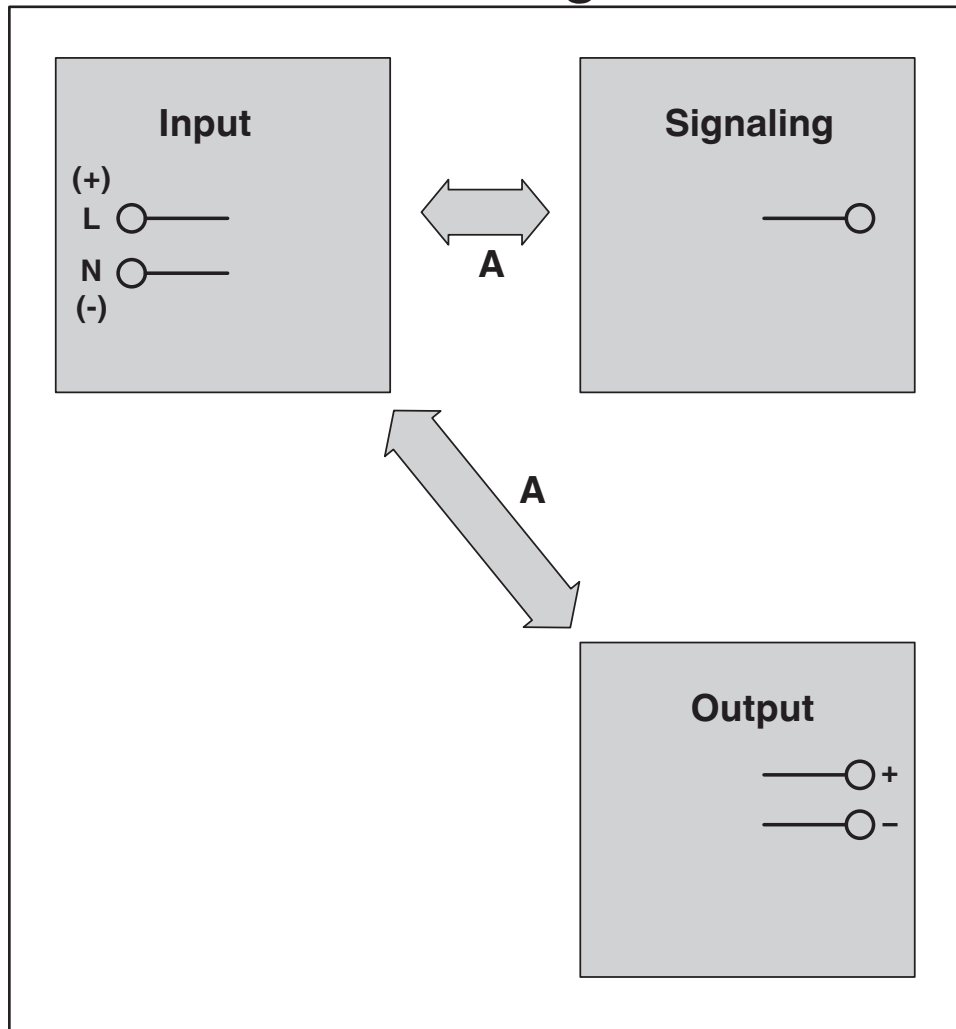 Input
Signaling
(+)
L
N
(-)
A
A
Output
+
–